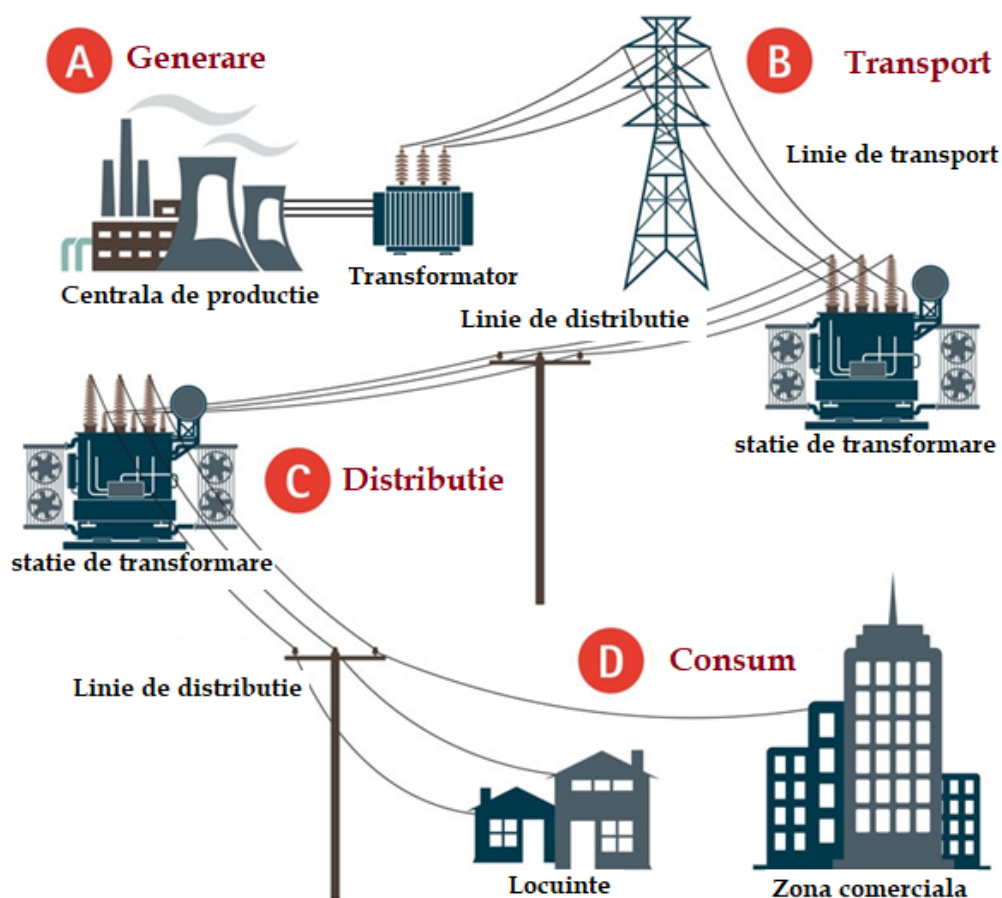 A Generare
B Transport
Linie de transport
Transformator
Centrala de productie
Linie de distributie
statie de transformare
C Distributie
statie de transformare
D Consum
Linie de distributie
Locuinte
Zona comerciala